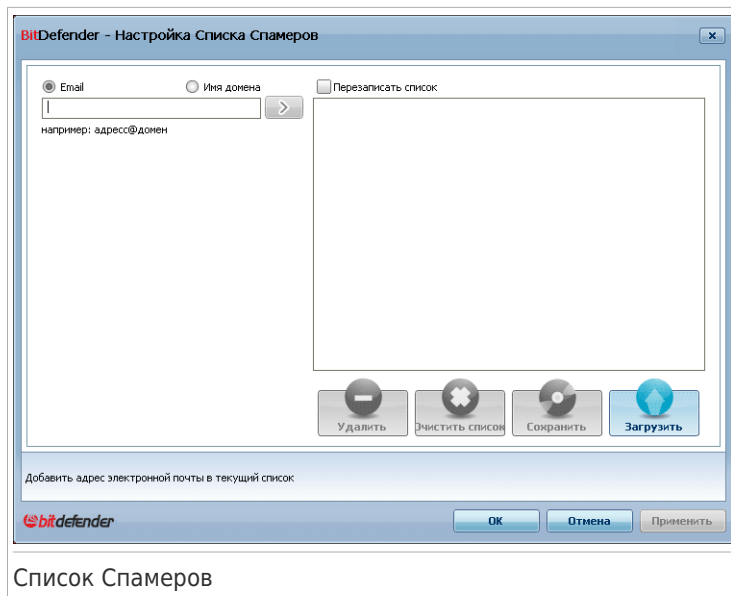 BitDefender - Настройка Списка Спамеров
Email
Имя домена
Перезаписать список
например: адресс@домен
Удалить
Очистить список
Сохранить
Загрузить
Добавить адрес электронной почты в текущий список
bitdefender
OK
Отмена
Применить
Список Спамеров